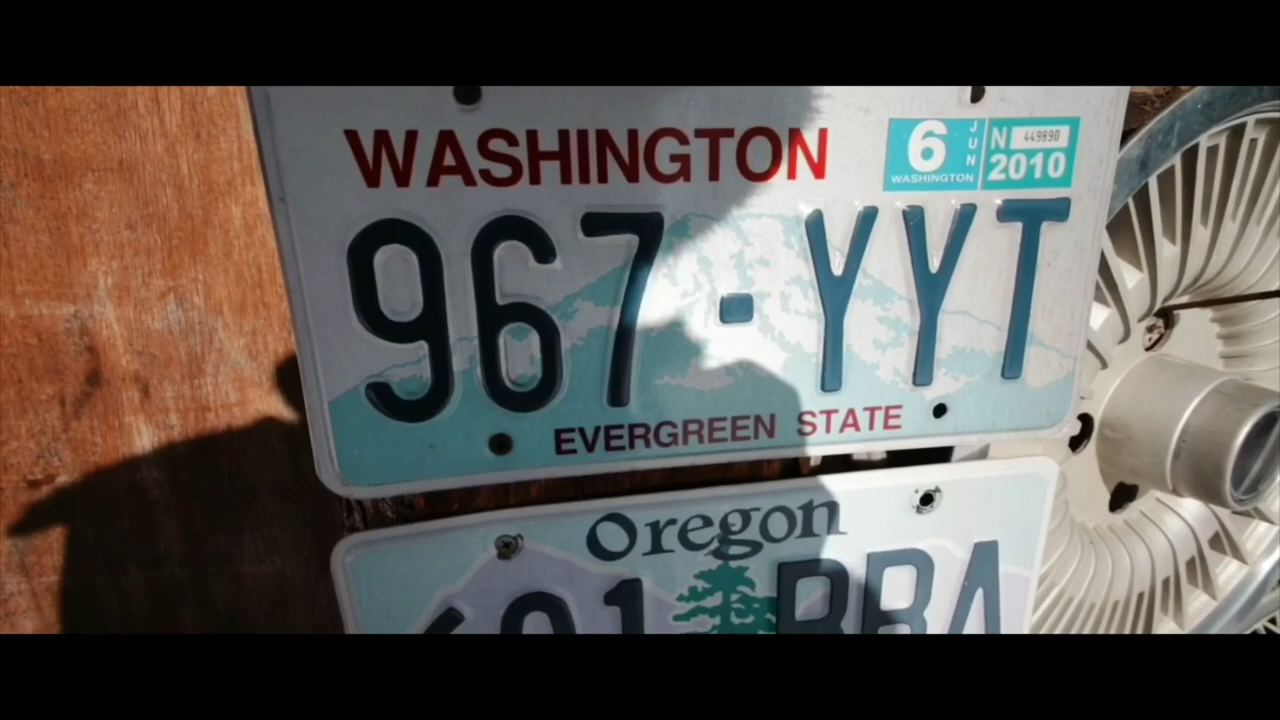 WASHINGTON
6 JUN N 449890
WASHINGTON 2010
967-YYT
EVERGREEN STATE
Oregon